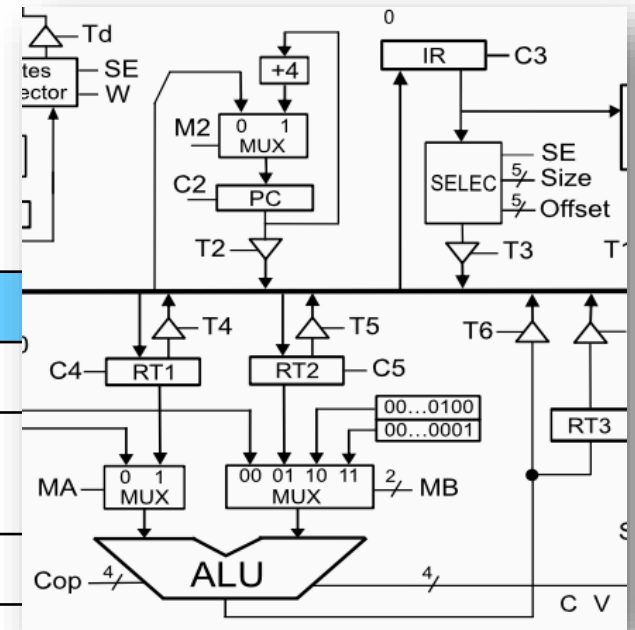 0
Td
tes
ector
SE
W
+4
IR
C3
M2
0 1
MUX
C2
PC
T2
SELEC
SE
5
Size
5
Offset
T3
T1
T4
T5
T6
C4
RT1
RT2
C5
00...0100
00...0001
RT3
MA
0 1
MUX
00 01 10 11
MUX
2
MB
Cop
4
ALU
4
C V